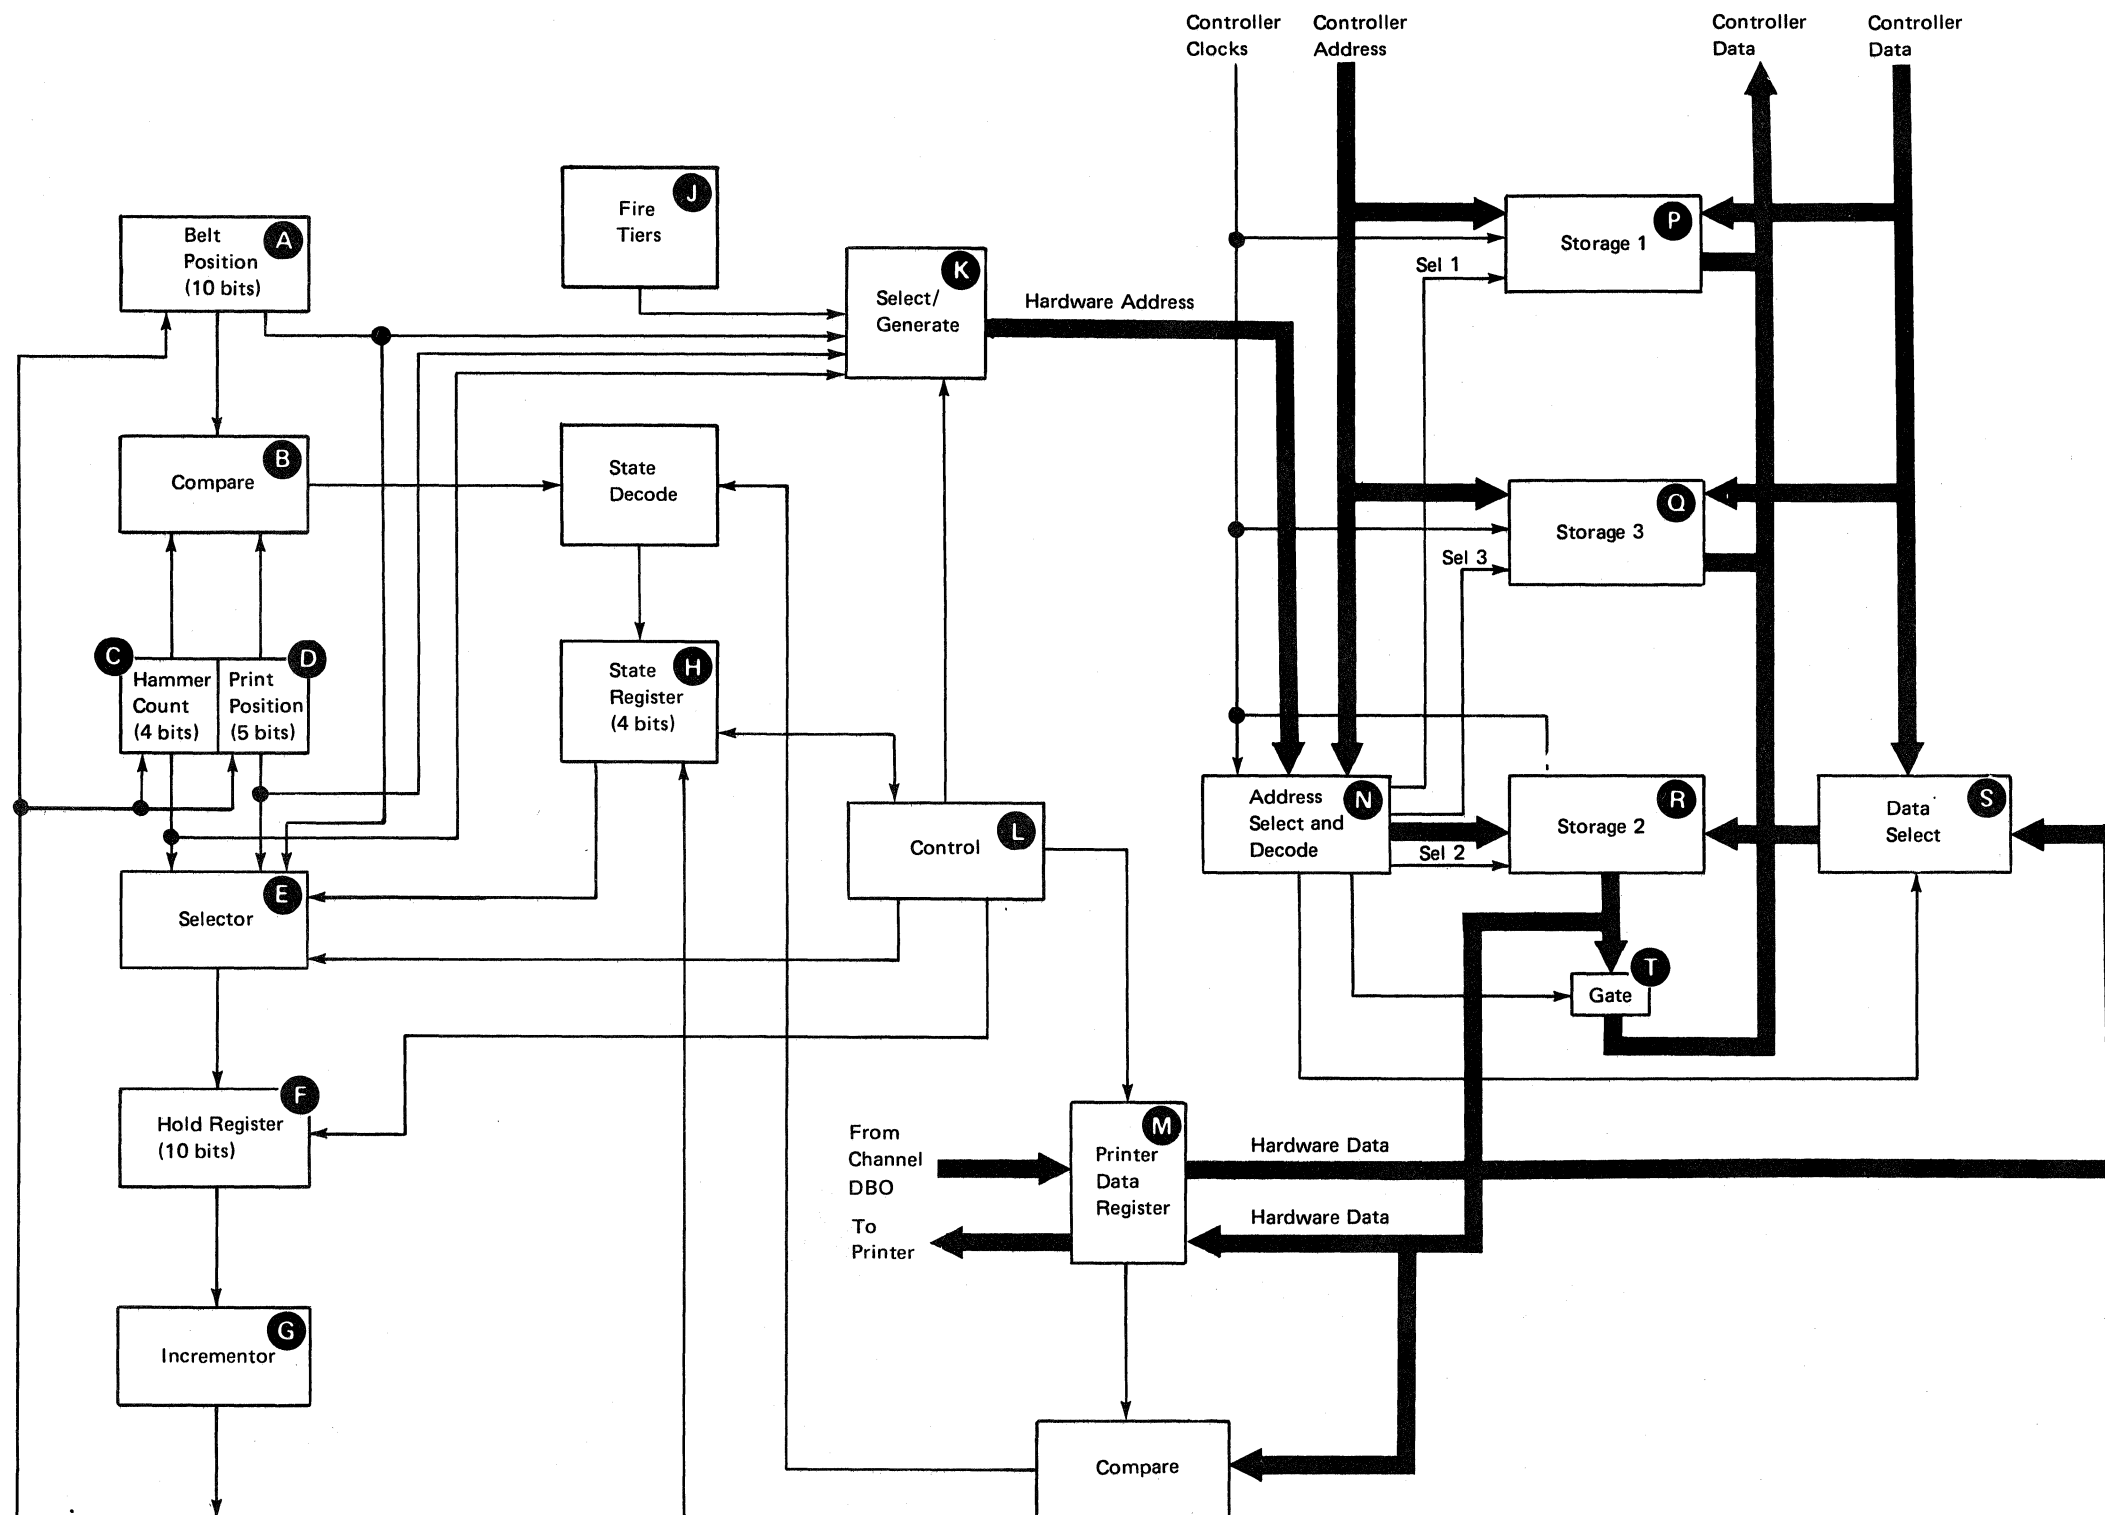 Controller
Clocks
Controller
Address
Controller
Data
Controller
Data
A
Belt
Position
(10 bits)
J
Fire
Tiers
K
Select/
Generate
Hardware Address
P
Storage 1
Sel 1
B
Compare
State
Decode
Q
Storage 3
Sel 3
C
Hammer
Count
(4 bits)
D
Print
Position
(5 bits)
H
State
Register
(4 bits)
L
Control
N
Address
Select and
Decode
R
Storage 2
Sel 2
S
Data
Select
E
Selector
T
Gate
F
Hold Register
(10 bits)
From
Channel
DBO
To
Printer
M
Printer
Data
Register
Hardware Data
Hardware Data
G
Incrementor
Compare